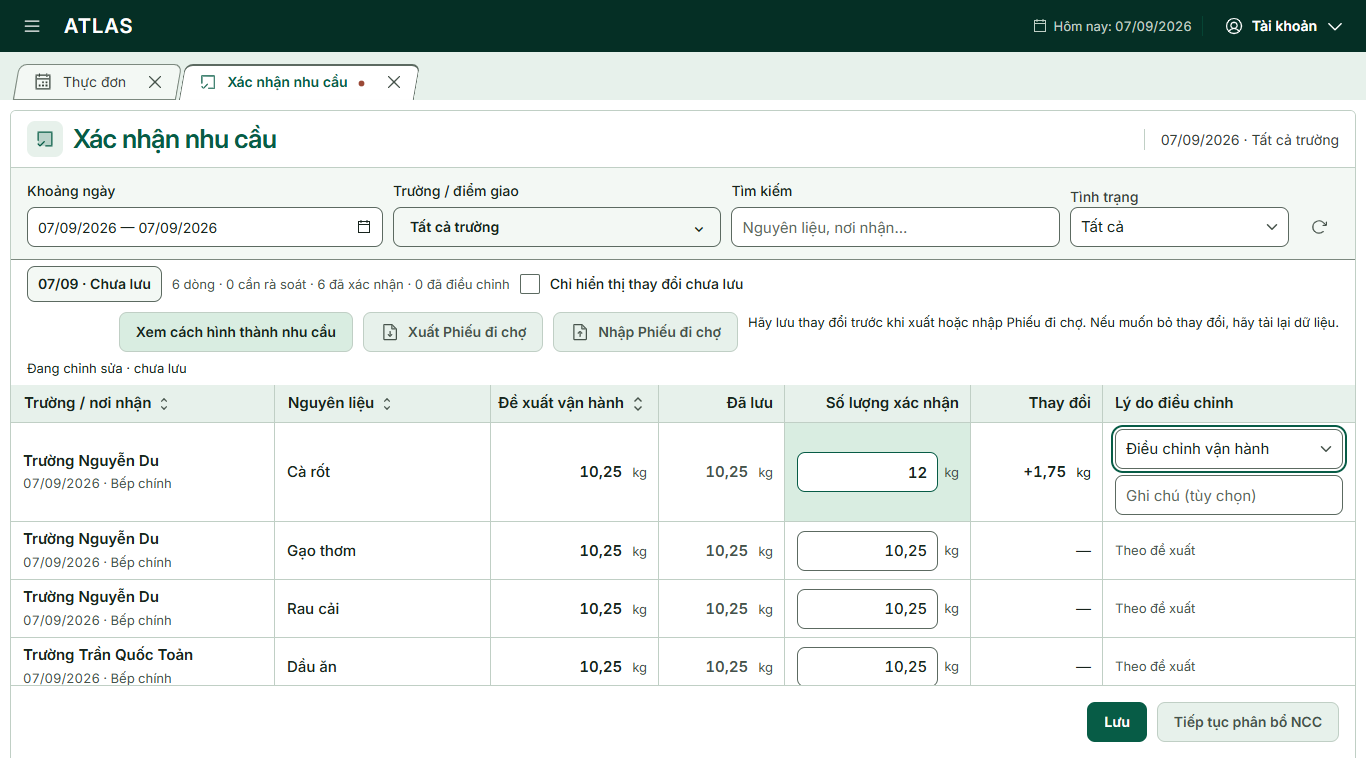 ATLAS
Hôm nay: 07/09/2026
Tài khoản
Thực đơn
Xác nhận nhu cầu
Xác nhận nhu cầu
07/09/2026 · Tất cả trường
Khoảng ngày
Trường / điểm giao
Tìm kiếm
Tình trạng
07/09/2026 — 07/09/2026
Tất cả trường
Nguyên liệu, nơi nhận...
Tất cả
07/09 · Chưa lưu
6 dòng · 0 cần rà soát · 6 đã xác nhận · 0 đã điều chỉnh
Chỉ hiển thị thay đổi chưa lưu
Xem cách hình thành nhu cầu
Xuất Phiếu đi chợ
Nhập Phiếu đi chợ
Hãy lưu thay đổi trước khi xuất hoặc nhập Phiếu đi chợ. Nếu muốn bỏ thay đổi, hãy tải lại dữ liệu.
Đang chỉnh sửa · chưa lưu
Trường / nơi nhận Nguyên liệu Đề xuất vận hành Đã lưu Số lượng xác nhận Thay đổi Lý do điều chỉnh
Trường Nguyễn Du
07/09/2026 · Bếp chính
Cà rốt
10,25 kg
10,25 kg
12 kg
+1,75 kg
Điều chỉnh vận hành
Ghi chú (tùy chọn)
Trường Nguyễn Du
07/09/2026 · Bếp chính
Gạo thơm
10,25 kg
10,25 kg
10,25 kg
—
Theo đề xuất
Trường Nguyễn Du
07/09/2026 · Bếp chính
Rau cải
10,25 kg
10,25 kg
10,25 kg
—
Theo đề xuất
Trường Trần Quốc Toản
07/09/2026 · Bếp chính
Dầu ăn
10,25 kg
10,25 kg
10,25 kg
—
Theo đề xuất
Lưu
Tiếp tục phân bổ NCC